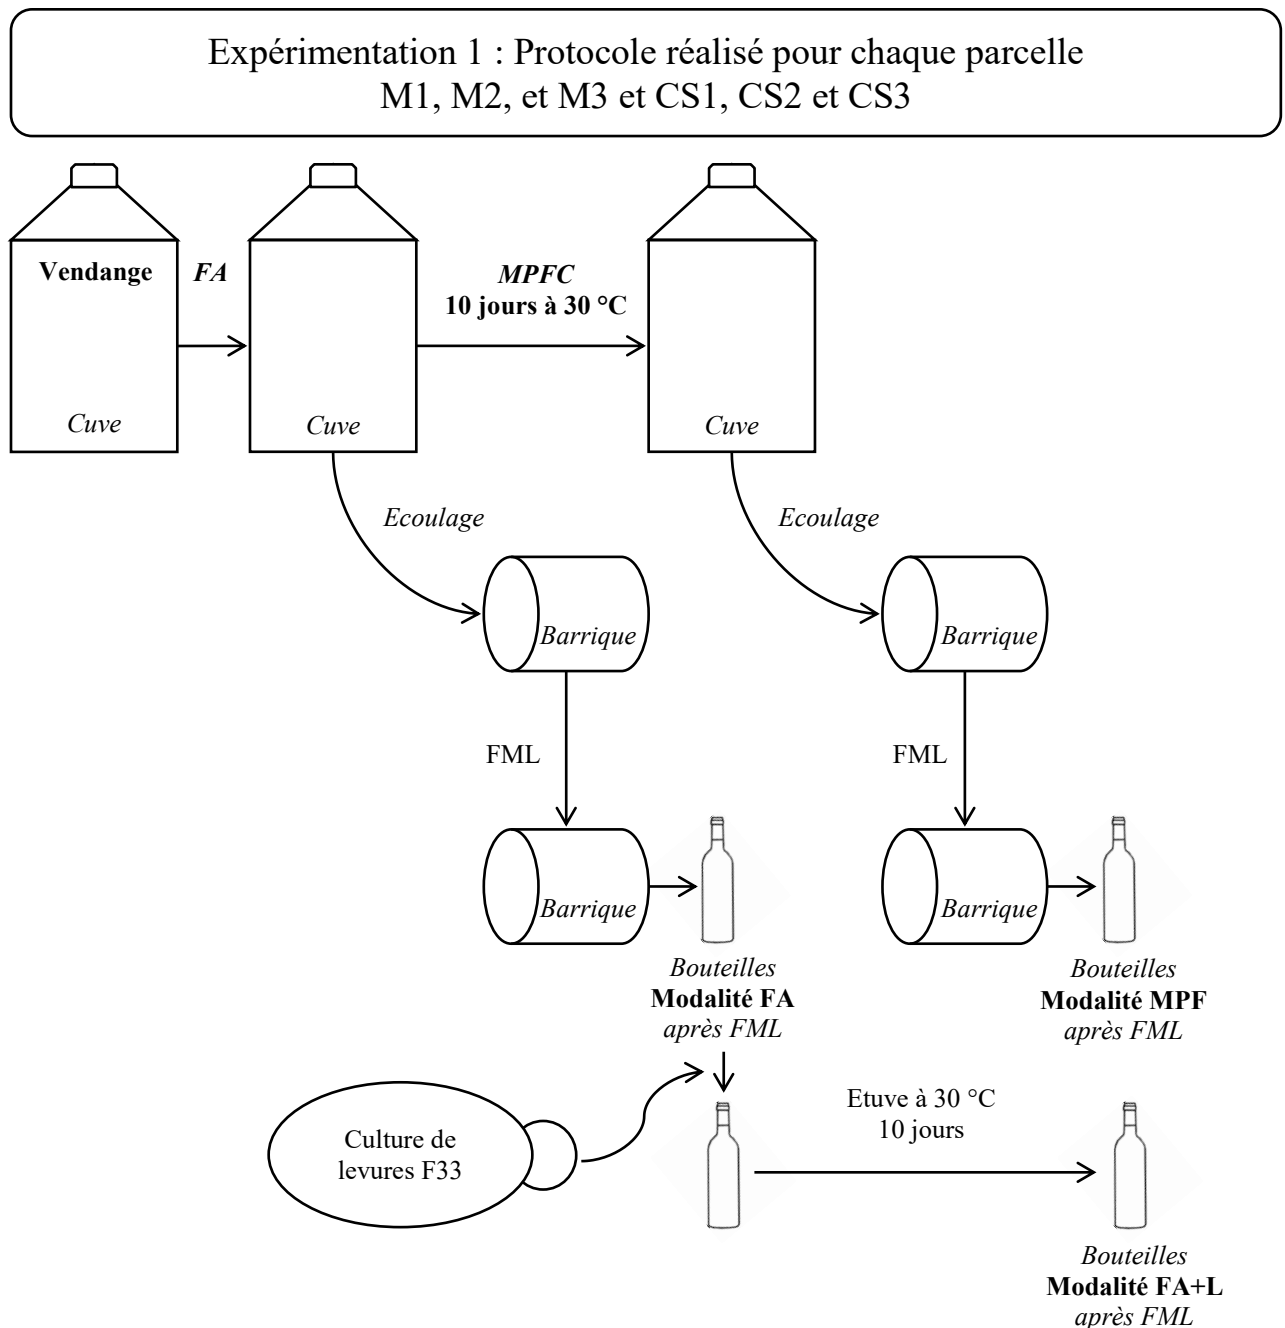 Expérimentation 1 : Protocole réalisé pour chaque parcelle
M1, M2, et M3 et CS1, CS2 et CS3
Vendange
FA
MPFC
10 jours à 30 °C
Cuve
Cuve
Cuve
Ecoulage
Ecoulage
Barrique
Barrique
FML
FML
Barrique
Barrique
Bouteilles
Modalité FA
après FML
Bouteilles
Modalité MPF
après FML
Culture de
levures F33
Etuve à 30 °C
10 jours
Bouteilles
Modalité FA+L
après FML